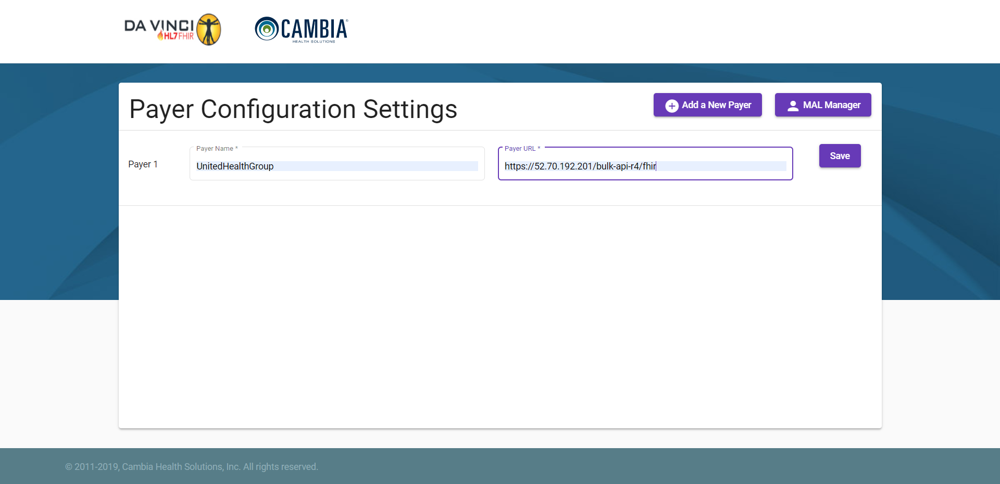 DA VINCI
HL7 FHIR
CAMBIA®
HEALTH SOLUTIONS
Payer Configuration Settings
Add a New Payer
MAL Manager
Payer 1
Payer Name *
UnitedHealthGroup
Payer URL *
https://52.70.192.201/bulk-api-r4/fhir
Save
© 2011-2019, Cambia Health Solutions, Inc. All rights reserved.